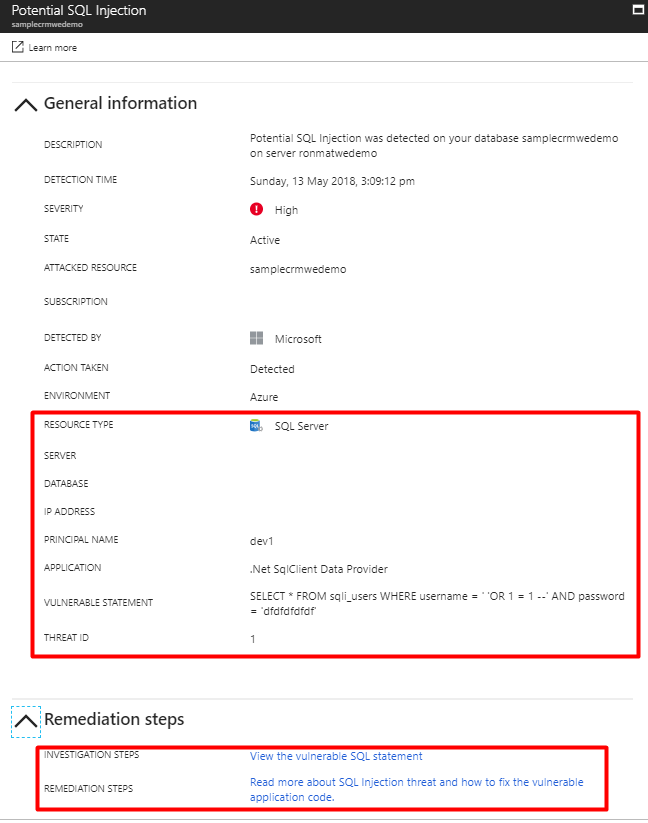 Potential SQL Injection
samplecrmwedemo
Learn more
General information
DESCRIPTION
Potential SQL Injection was detected on your database samplecrmwedemo
on server ronmatwedemo
DETECTION TIME
Sunday, 13 May 2018, 3:09:12 pm
SEVERITY
High
STATE
Active
ATTACKED RESOURCE
samplecrmwedemo
SUBSCRIPTION
DETECTED BY
Microsoft
ACTION TAKEN
Detected
ENVIRONMENT
Azure
RESOURCE TYPE
SQL Server
SERVER
DATABASE
IP ADDRESS
PRINCIPAL NAME
dev1
APPLICATION
.Net SqlClient Data Provider
VULNERABLE STATEMENT
SELECT * FROM sqli_users WHERE username = ' 'OR 1 = 1 --' AND password
= 'dfdfdfdfdf'
THREAT ID
1
Remediation steps
INVESTIGATION STEPS
View the vulnerable SQL statement
REMEDIATION STEPS
Read more about SQL Injection threat and how to fix the vulnerable
application code.